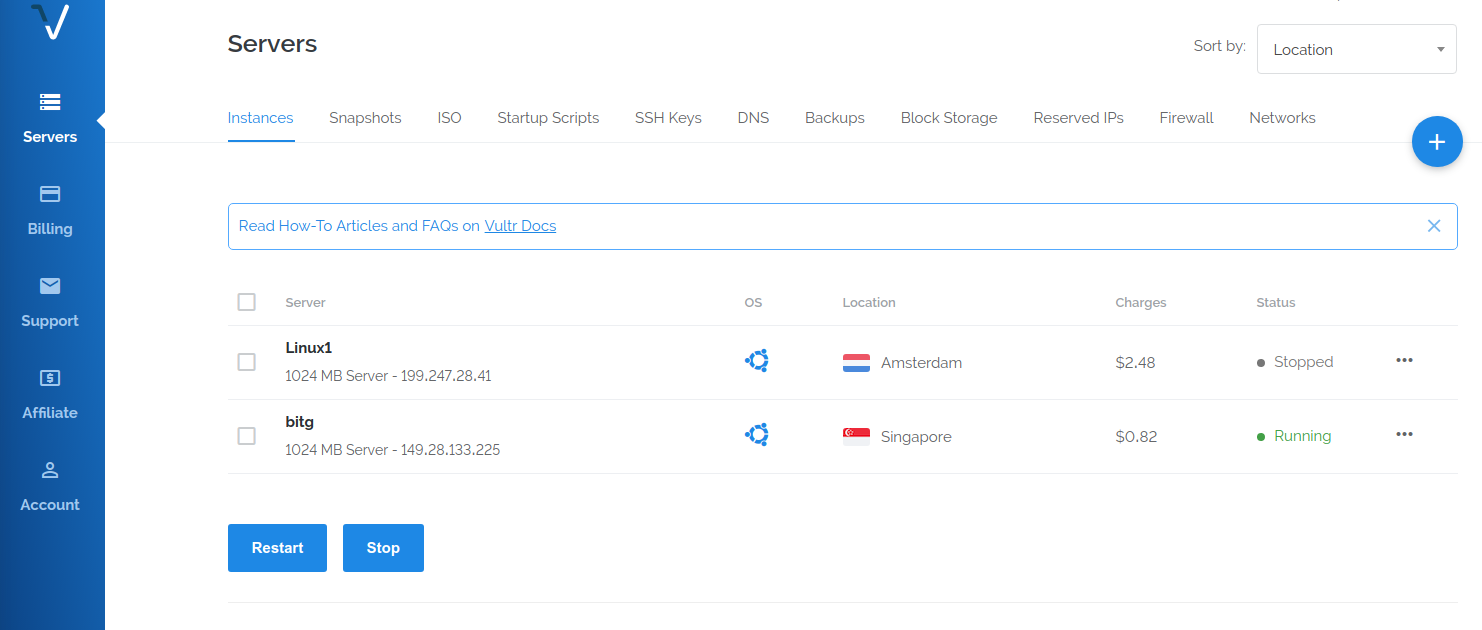 Servers
Sort by:
Location
Instances Snapshots ISO Startup Scripts SSH Keys DNS Backups Block Storage Reserved IPs Firewall Networks
Servers
Billing
Support
Affiliate
Account
Read How-To Articles and FAQs on Vultr Docs
Server OS Location Charges Status
Linux1
1024 MB Server - 199.247.28.41
Amsterdam $2.48 Stopped
bitg
1024 MB Server - 149.28.133.225
Singapore $0.82 Running
Restart Stop